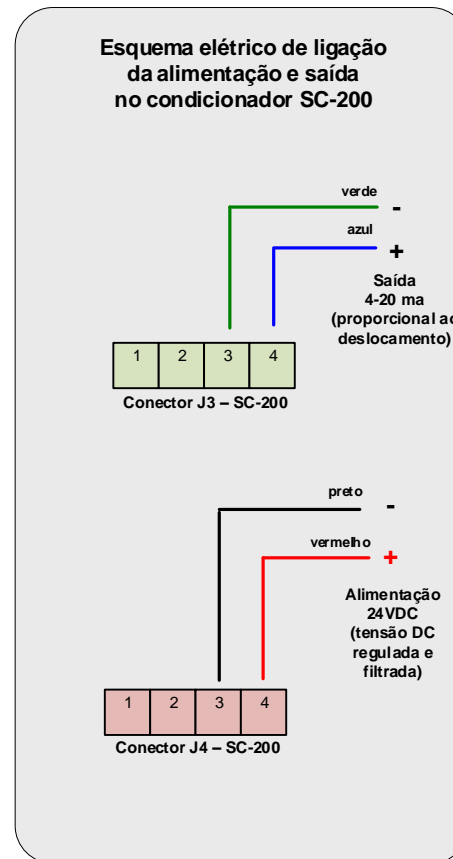 Esquema elétrico de ligação
da alimentação e saída
no condicionador SC-200
verde
-
azul
+
Saída
4-20 ma
(proporcional ao
deslocamento)
1 2 3 4
Conector J3 – SC-200
preto
-
vermelho
+
Alimentação
24VDC
(tensão DC
regulada e
filtrada)
1 2 3 4
Conector J4 – SC-200